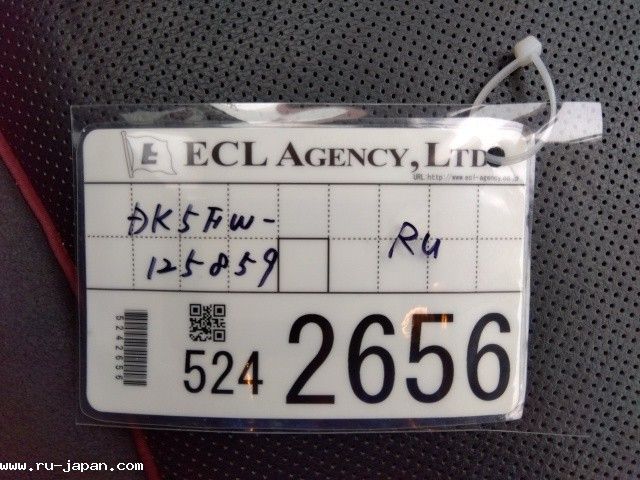 E ECL AGENCY, LTD.
URL http://www.ecl-agency.co.jp
DK5FW-
125859
Ru
5242656
524 2656
www.ru-japan.com